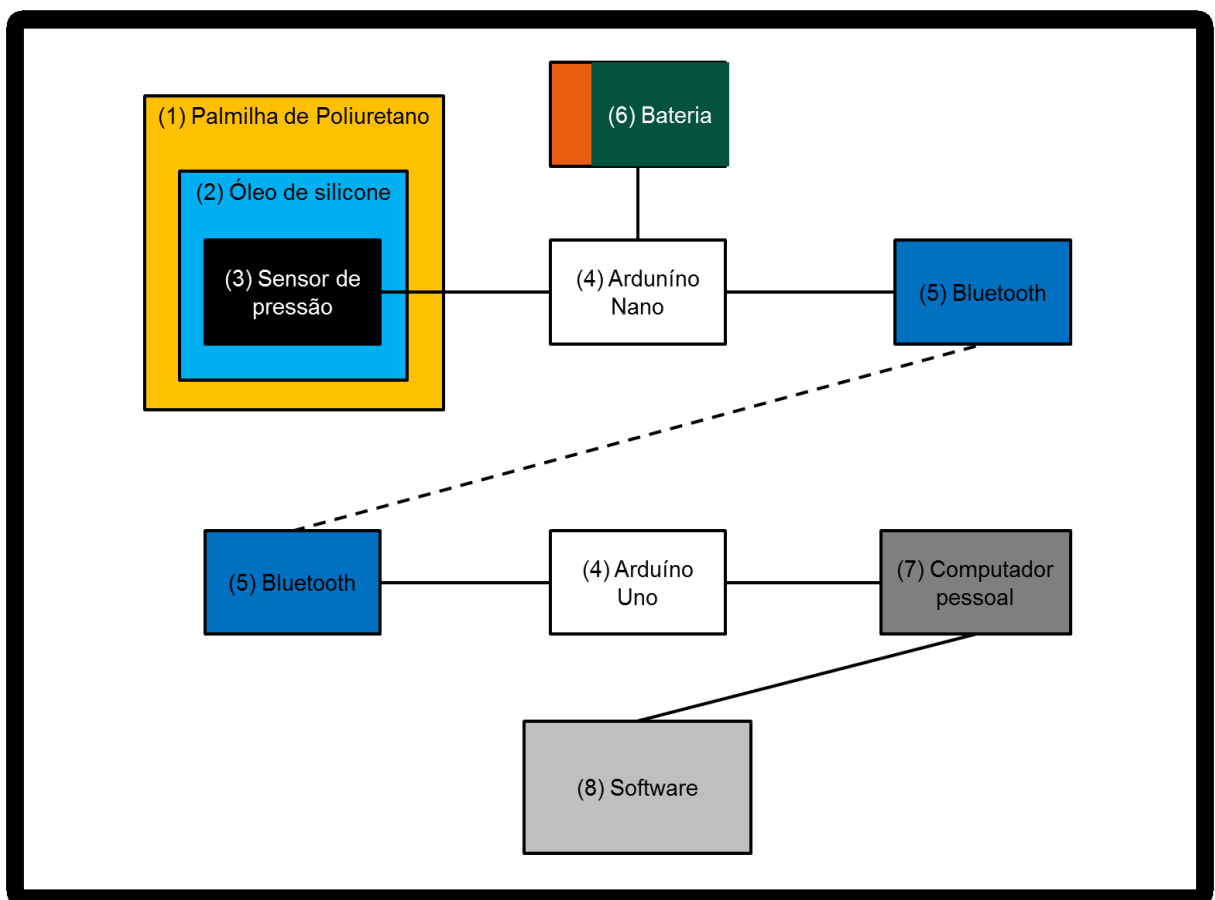 (6) Bateria
(1) Palmilha de Poliuretano
(2) Óleo de silicone
(3) Sensor de
pressão
(4) Arduníno
Nano
(5) Bluetooth
(5) Bluetooth
(4) Arduíno
Uno
(7) Computador
pessoal
(8) Software